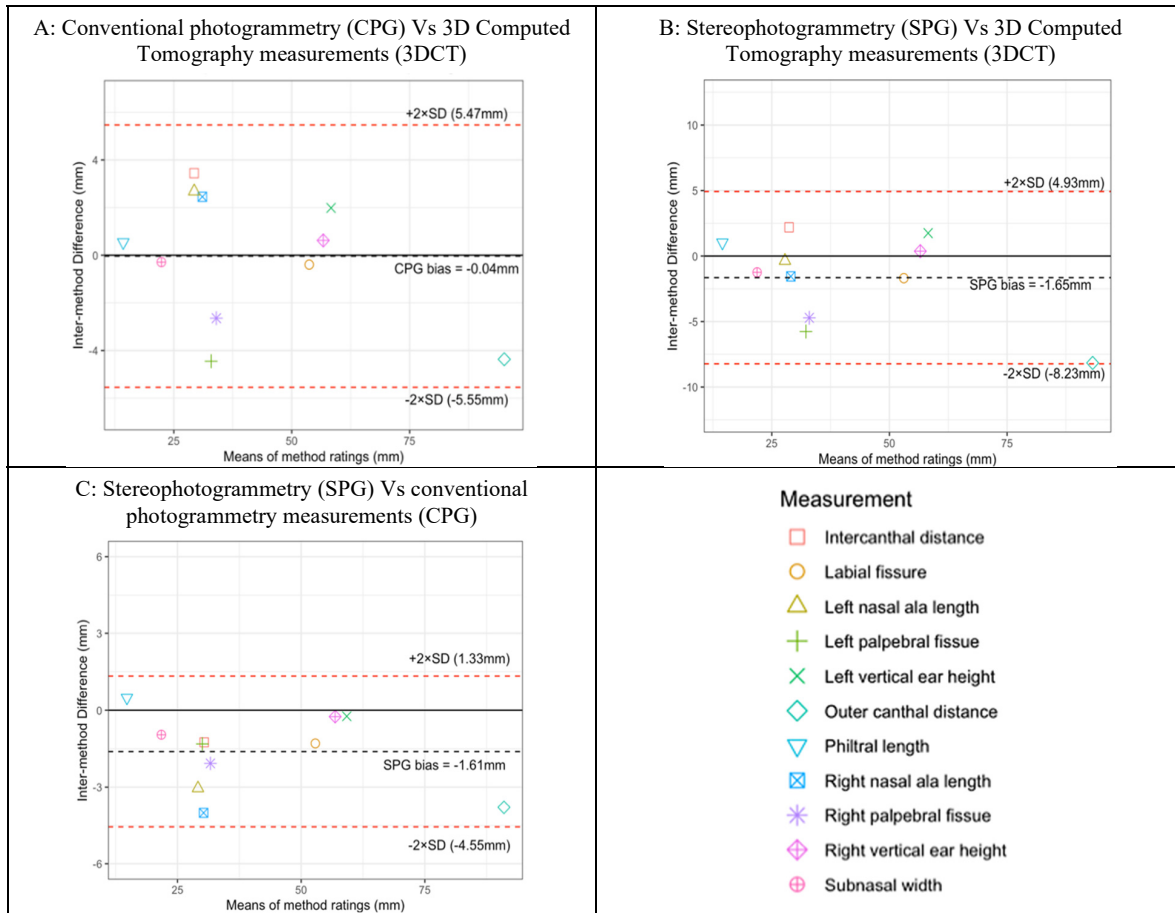 A: Conventional photogrammetry (CPG) Vs 3D Computed
Tomography measurements (3DCT)
Inter-method Difference (mm)
4
0
-4
+2×SD (5.47mm)
CPG bias = -0.04mm
-2×SD (-5.55mm)
25
50
75
Means of method ratings (mm)
B: Stereophotogrammetry (SPG) Vs 3D Computed
Tomography measurements (3DCT)
Inter-method Difference (mm)
10
5
0
-5
-10
+2×SD (4.93mm)
SPG bias = -1.65mm
-2×SD (-8.23mm)
25
50
75
Means of method ratings (mm)
C: Stereophotogrammetry (SPG) Vs conventional
photogrammetry measurements (CPG)
Inter-method Difference (mm)
6
3
0
-3
-6
+2×SD (1.33mm)
SPG bias = -1.61mm
-2×SD (-4.55mm)
25
50
75
Means of method ratings (mm)
Measurement
Intercanthal distance
Labial fissure
Left nasal ala length
Left palpebral fissue
Left vertical ear height
Outer canthal distance
Philtral length
Right nasal ala length
Right palpebral fissue
Right vertical ear height
Subnasal width